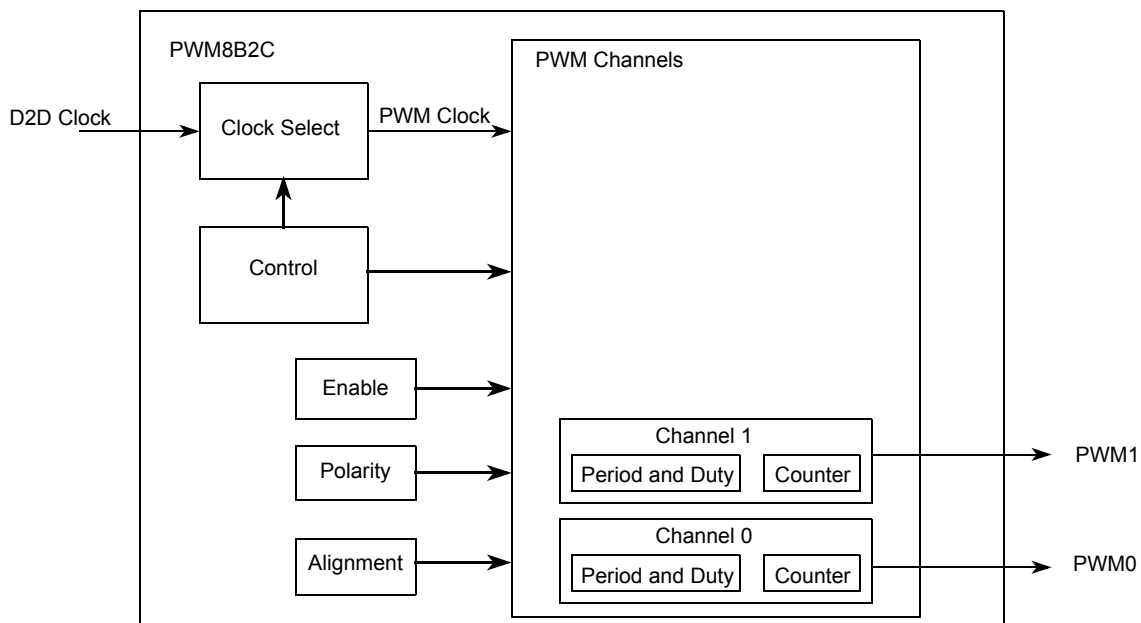 PWM8B2C
PWM Channels
D2D Clock
Clock Select
PWM Clock
Control
Enable
Channel 1
Period and Duty
Counter
PWM1
Polarity
Channel 0
Period and Duty
Counter
PWM0
Alignment